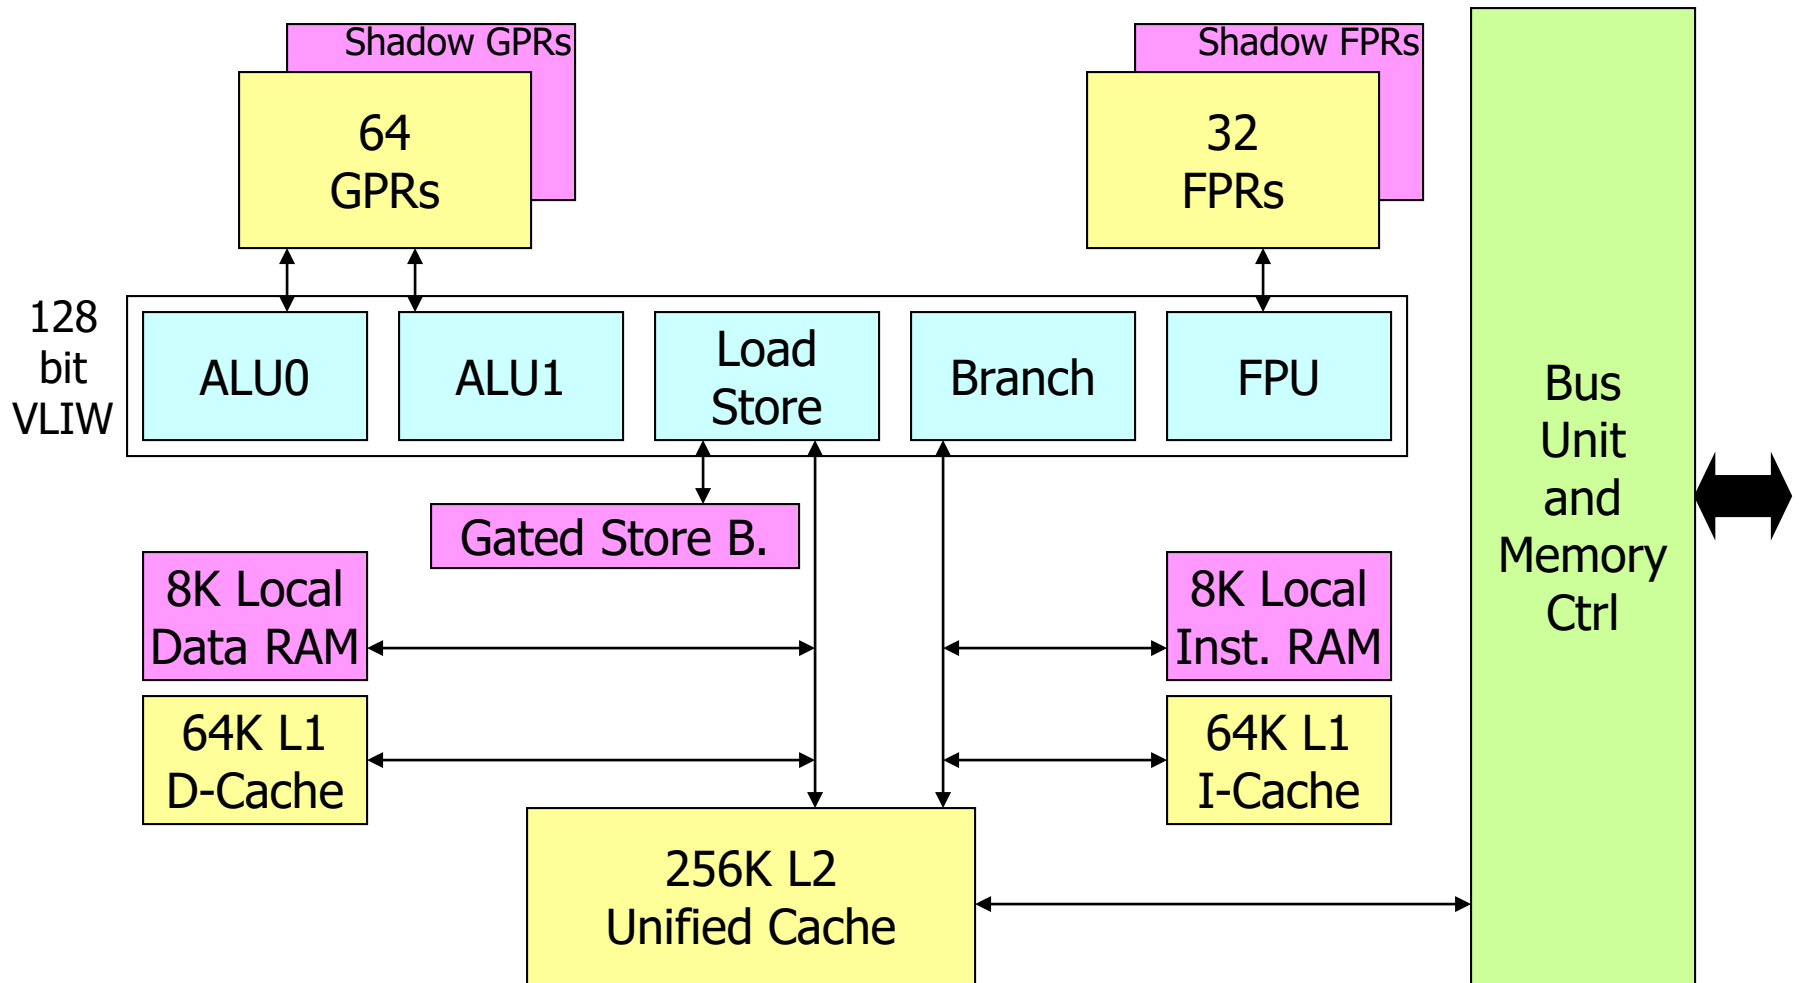 Shadow GPRs
64
GPRs
Shadow FPRs
32
FPRs
128
bit
VLIW
ALU0
ALU1
Load
Store
Branch
FPU
Gated Store B.
8K Local
Data RAM
8K Local
Inst. RAM
64K L1
D-Cache
64K L1
I-Cache
256K L2
Unified Cache
Bus
Unit
and
Memory
Ctrl